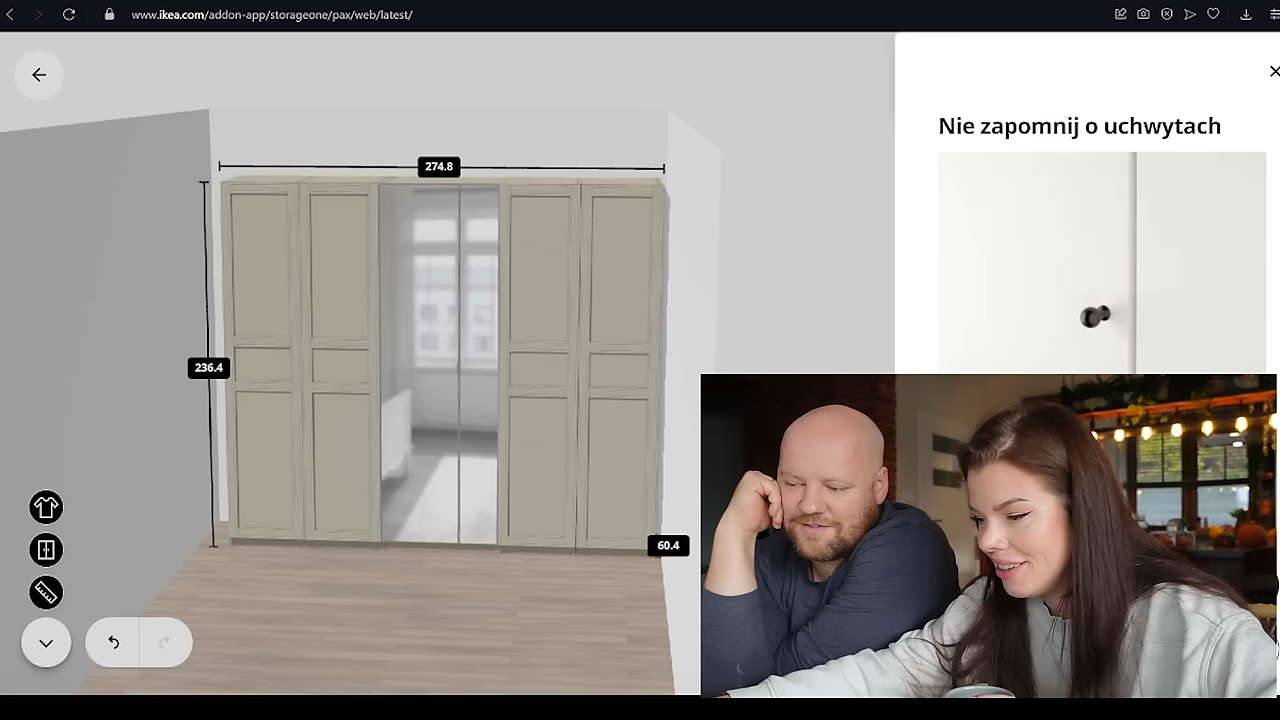 www.ikea.com/addon-app/storageone/pax/web/latest/
Nie zapomnij o uchwytach
274.8
236.4
60.4